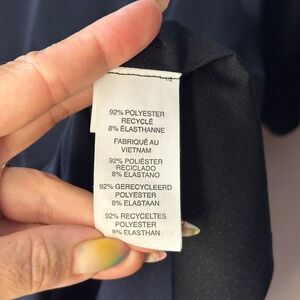 92% POLYESTER
RECYCLÉ
8% ÉLASTHANNE
FABRIQUÉ AU
VIETNAM
92% POLIÉSTER
RECICLADO
8% ELASTANO
92% GERECYCLEERD
POLYESTER
8% ELASTAAN
92% RECYCELTES
POLYESTER
8% ELASTHAN